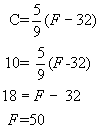 C=5/9(F − 32)
10=5/9(F-32)
18 = F − 32
F=50